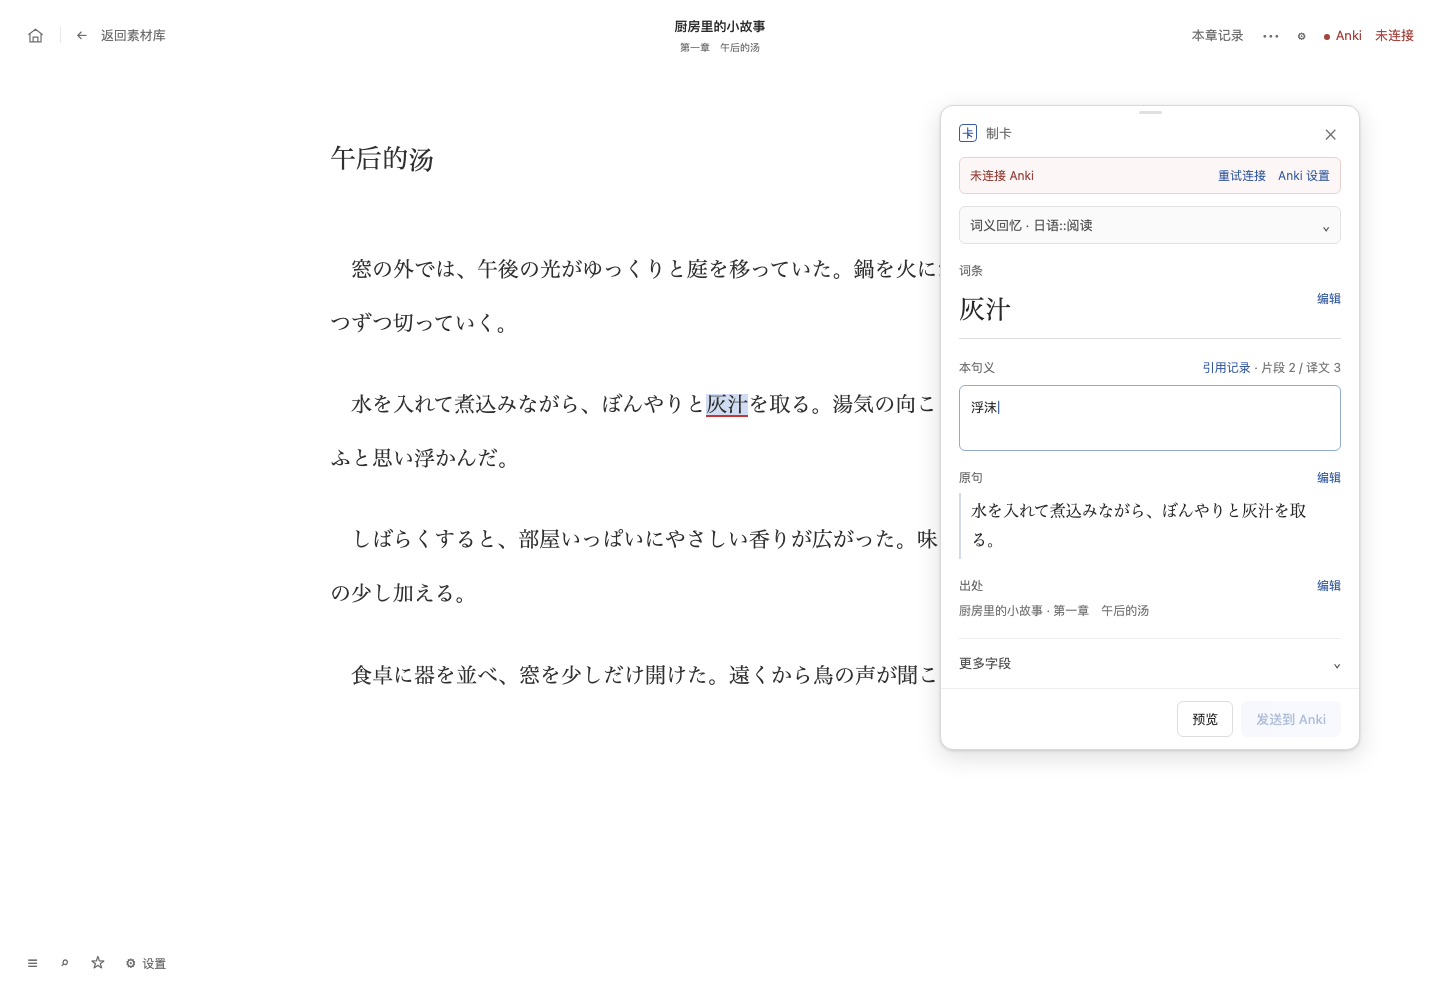 返回素材库
厨房里的小故事
第一章　午后的汤
本章记录
Anki　未连接
午后的汤
窓の外では、午後の光がゆっくりと庭を移っていた。鍋を火に
つずつ切っていく。
水を入れて煮込みながら、ぼんやりと灰汁を取る。湯気の向こ
ふと思い浮かんだ。
しばらくすると、部屋いっぱいにやさしい香りが広がった。味
の少し加える。
食卓に器を並べ、窓を少しだけ開けた。遠くから鳥の声が聞こ
卡 制卡
未连接 Anki 重试连接 Anki 设置
词义回忆 · 日语::阅读
词条
灰汁 编辑
本句义 引用记录 · 片段 2 / 译文 3
浮沫
原句 编辑
水を入れて煮込みながら、ぼんやりと灰汁を取
る。
出处 编辑
厨房里的小故事 · 第一章　午后的汤
更多字段
预览 发送到 Anki
设置